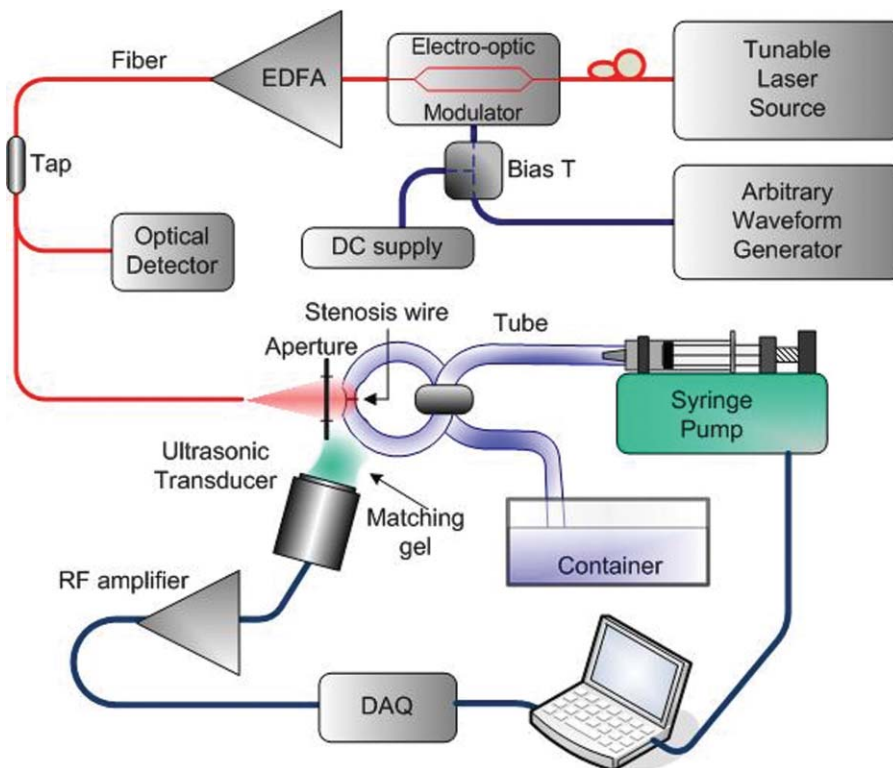 Fiber
EDFA
Electro-optic
Modulator
Tunable
Laser
Source
Tap
Bias T
Optical
Detector
DC supply
Arbitrary
Waveform
Generator
Stenosis wire
Aperture
Tube
Syringe
Pump
Ultrasonic
Transducer
Matching
gel
Container
RF amplifier
DAQ